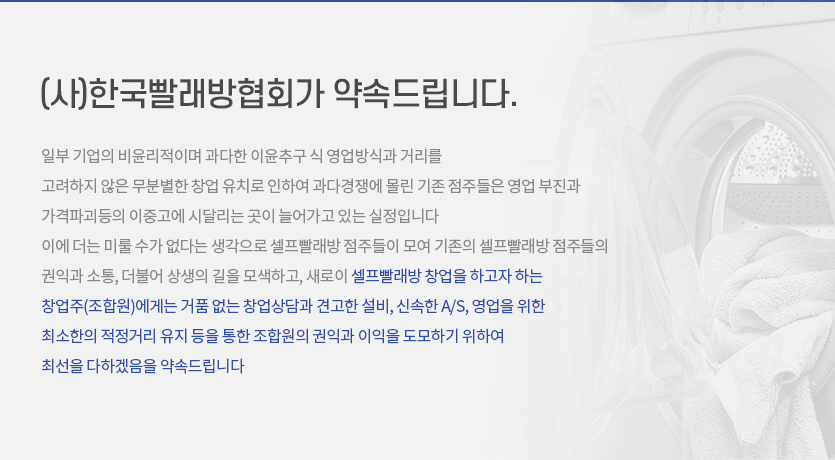 (사)한국빨래방협회가 약속드립니다.
일부 기업의 비윤리적이며 과다한 이윤추구 식 영업방식과 거리를
고려하지 않은 무분별한 창업 유치로 인하여 과다경쟁에 몰린 기존 점주들은 영업 부진과
가격파괴등의 이중고에 시달리는 곳이 늘어가고 있는 실정입니다
이에 더는 미룰 수가 없다는 생각으로 셀프빨래방 점주들이 모여 기존의 셀프빨래방 점주들의
권익과 소통, 더불어 상생의 길을 모색하고, 새로이 셀프빨래방 창업을 하고자 하는
창업주(조합원)에게는 거품 없는 창업상담과 견고한 설비, 신속한 A/S, 영업을 위한
최소한의 적정거리 유지 등을 통한 조합원의 권익과 이익을 도모하기 위하여
최선을 다하겠음을 약속드립니다